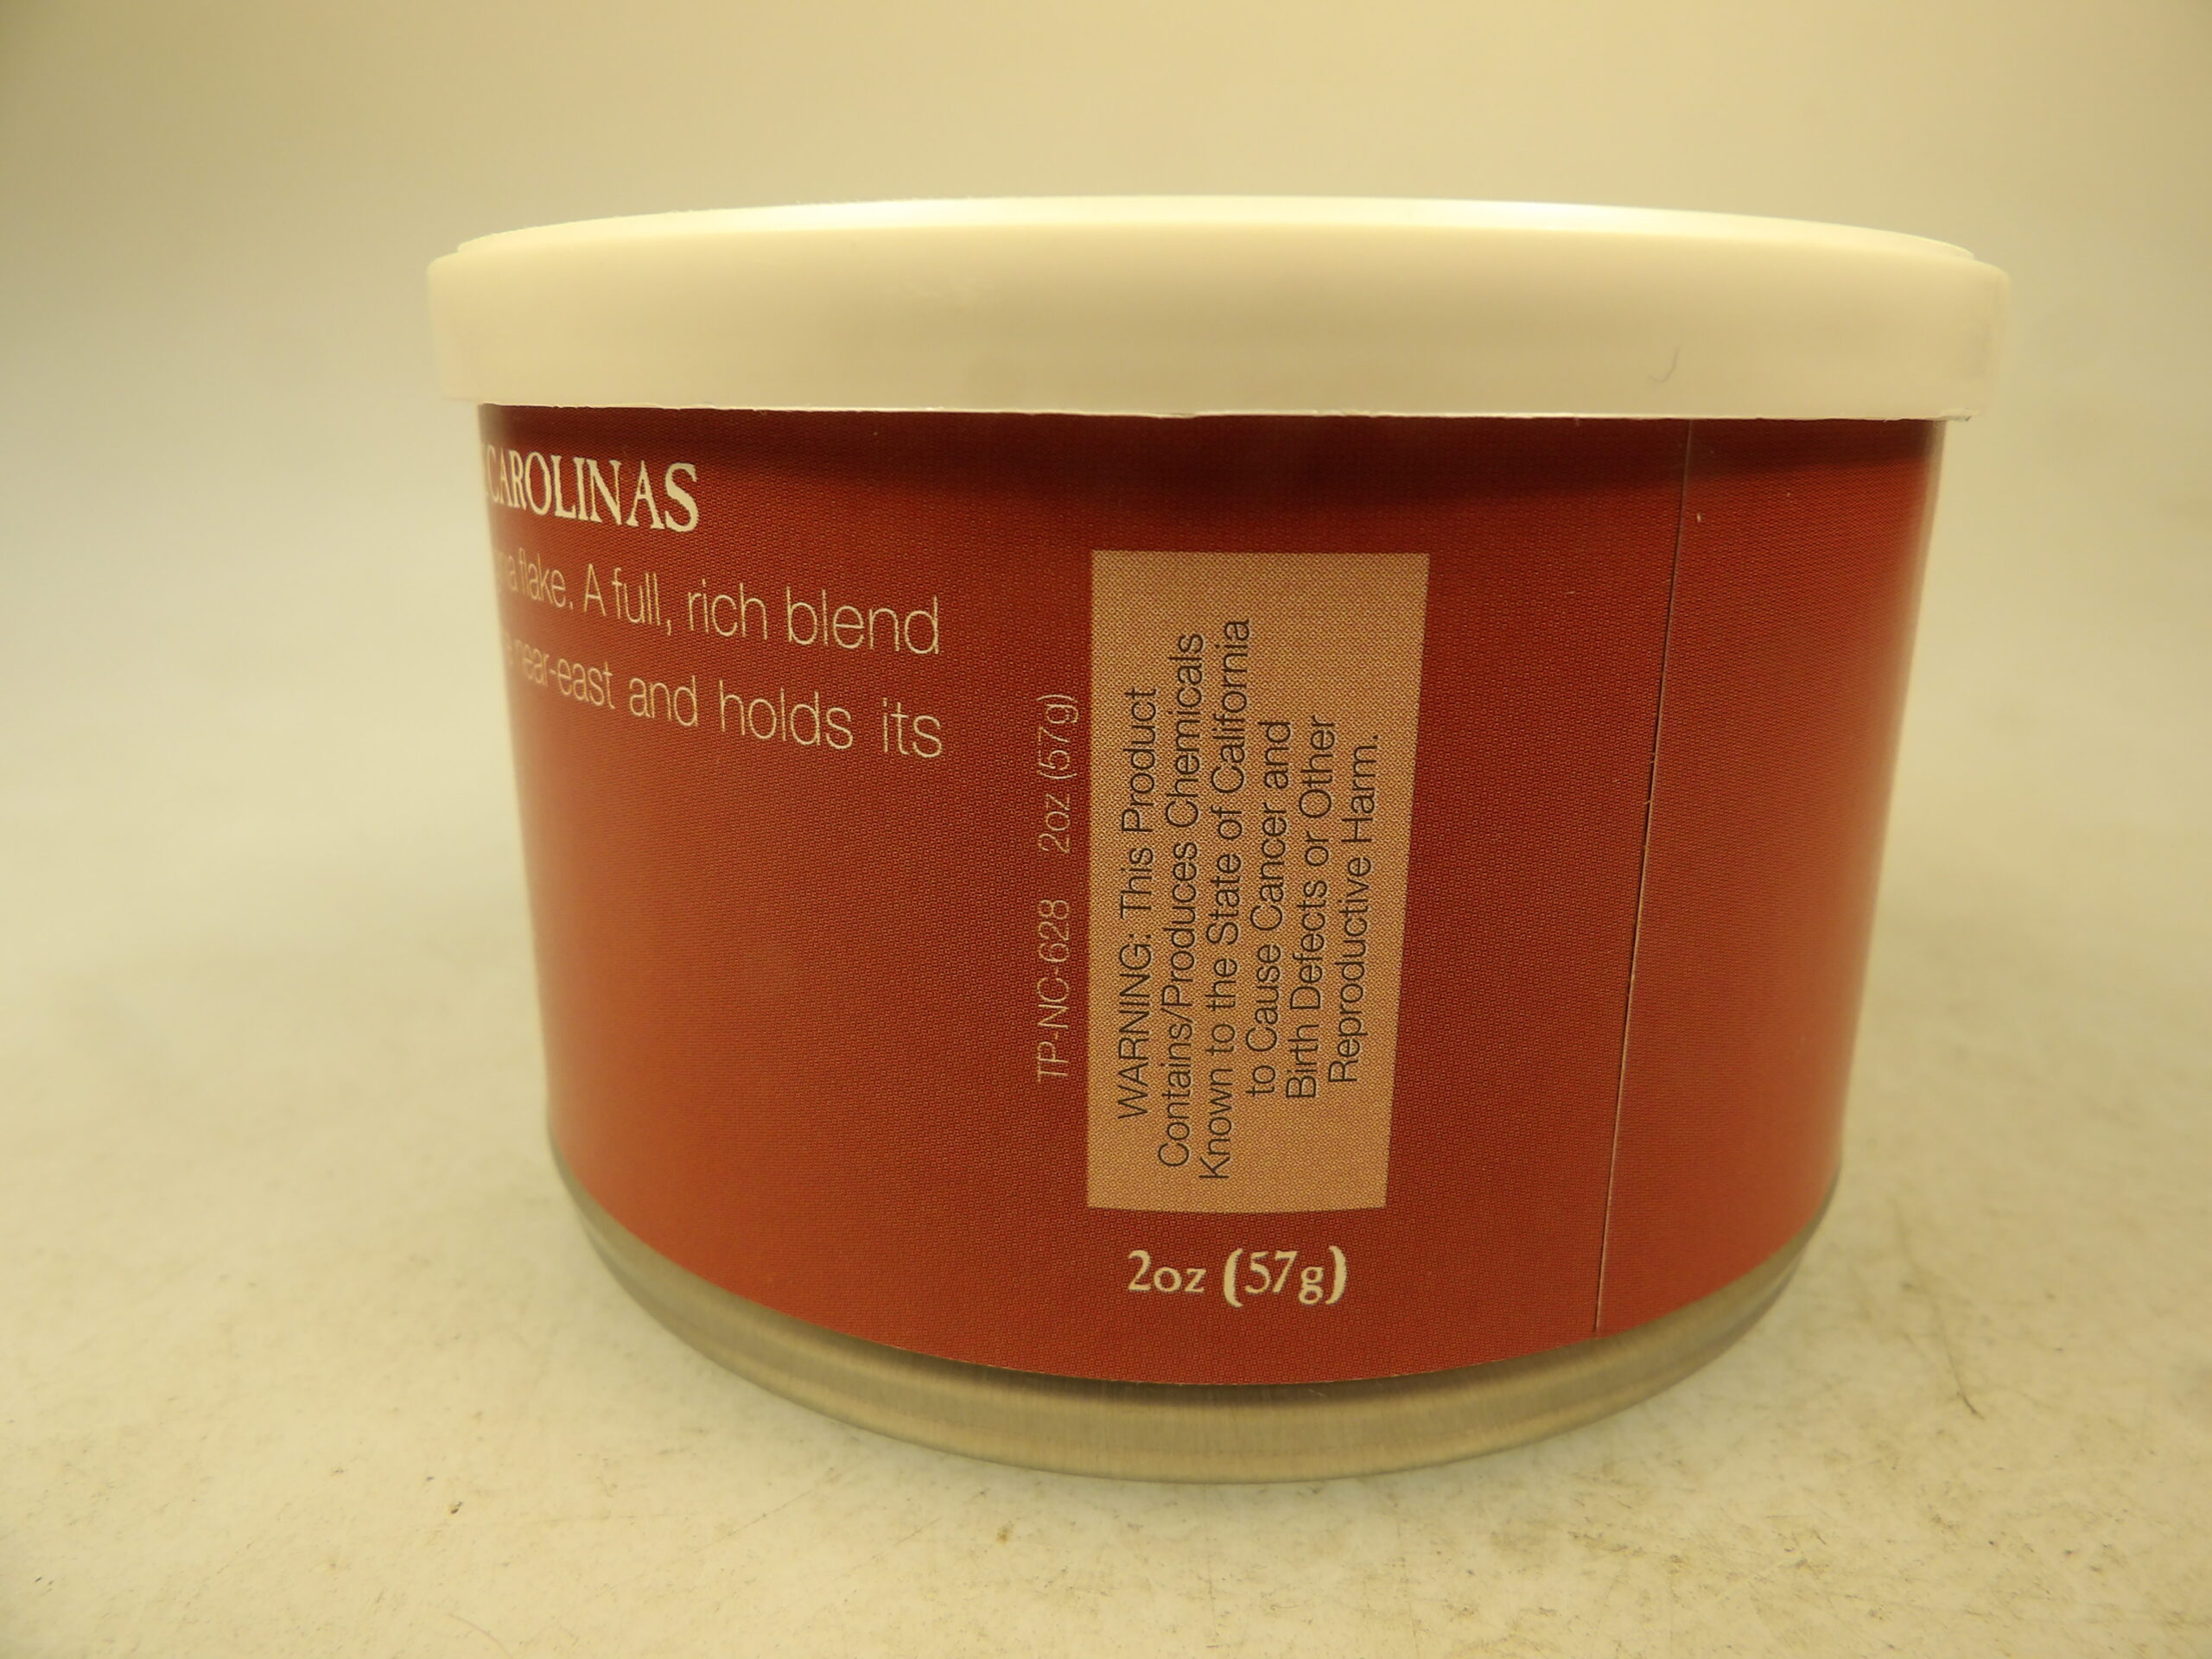 CAROLINAS
flake. A full, rich blend
near-east and holds its
TP-NC-628 2oz (57g)
WARNING: This Product
Contains/Produces Chemicals
Known to the State of California
to Cause Cancer and
Birth Defects or Other
Reproductive Harm.
2oz (57g)